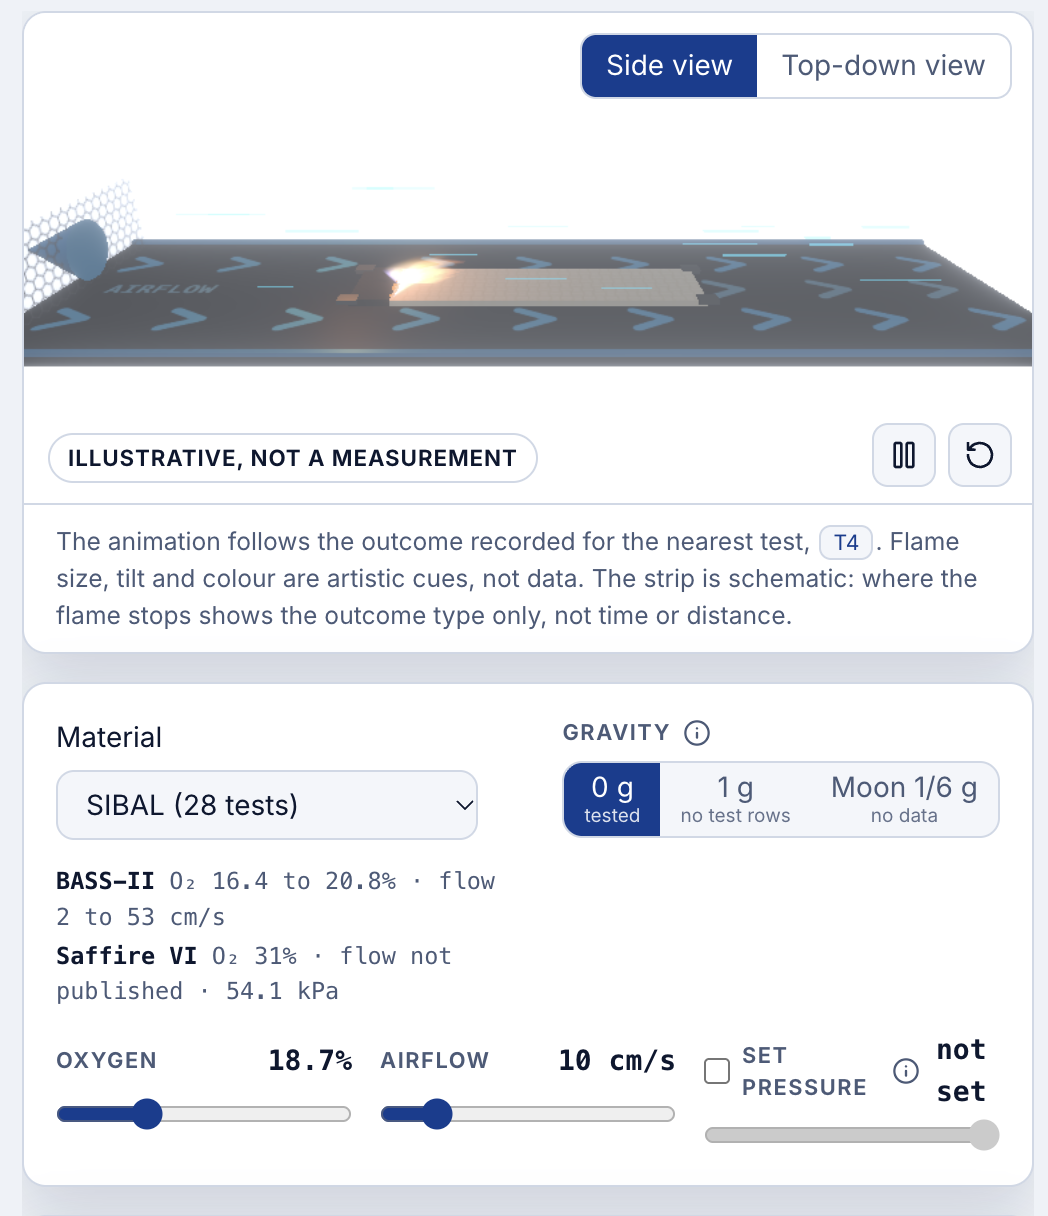 Side view
Top-down view
AIRFLOW
ILLUSTRATIVE, NOT A MEASUREMENT
The animation follows the outcome recorded for the nearest test, T4 . Flame
size, tilt and colour are artistic cues, not data. The strip is schematic: where the
flame stops shows the outcome type only, not time or distance.
Material
SIBAL (28 tests)
BASS–II O₂ 16.4 to 20.8% · flow
2 to 53 cm/s
Saffire VI O₂ 31% · flow not
published · 54.1 kPa
GRAVITY
0 g
tested
1 g
no test rows
Moon 1/6 g
no data
OXYGEN
18.7%
AIRFLOW
10 cm/s
SET
PRESSURE
not
set